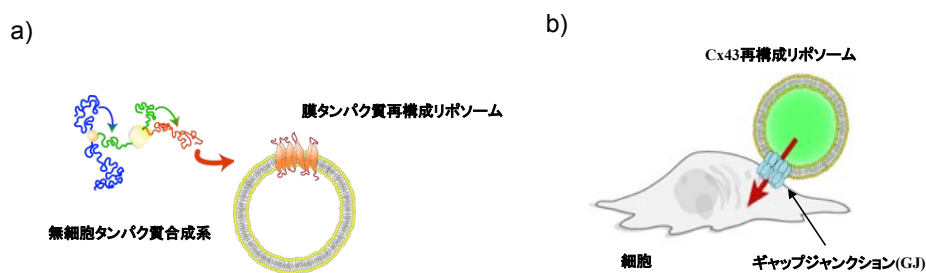 a)
膜タンパク質再構成リポソーム
無細胞タンパク質合成系
b)
Cx43再構成リポソーム
細胞
ギャップジャンクション(GJ)